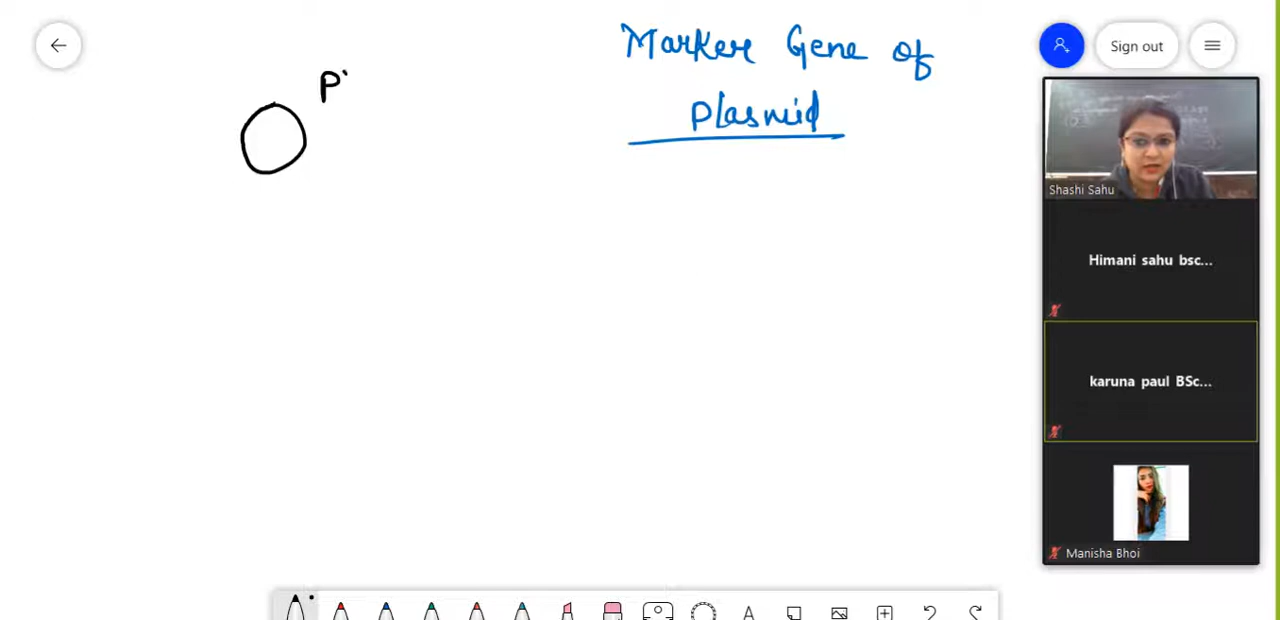 Marker Gene of
Plasmid
P
Sign out
Shashi Sahu
Himani sahu bsc...
karuna paul BSc...
Manisha Bhoi
A